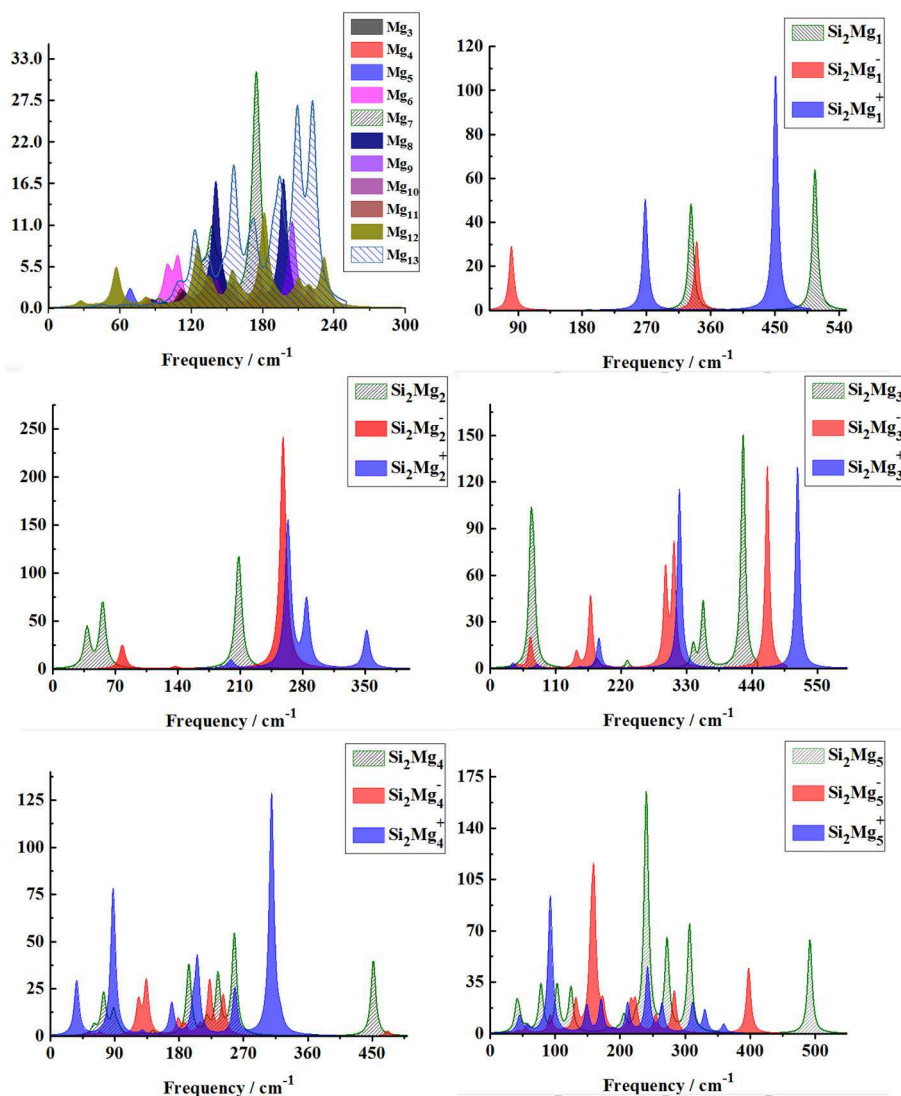 33.0
27.5
22.0
16.5
11.0
5.5
0.0
0 60 120 180 240 300
Frequency / cm⁻¹
Mg₃
Mg₄
Mg₅
Mg₆
Mg₇
Mg₈
Mg₉
Mg₁₀
Mg₁₁
Mg₁₂
Mg₁₃
120
100
80
60
40
20
0
90 180 270 360 450 540
Frequency / cm⁻¹
Si₂Mg₁
Si₂Mg₁⁻
Si₂Mg₁⁺
250
200
150
100
50
0
0 70 140 210 280 350
Frequency / cm⁻¹
Si₂Mg₂
Si₂Mg₂⁻
Si₂Mg₂⁺
150
120
90
60
30
0
0 110 220 330 440 550
Frequency / cm⁻¹
Si₂Mg₃
Si₂Mg₃⁻
Si₂Mg₃⁺
125
100
75
50
25
0
0 90 180 270 360 450
Frequency / cm⁻¹
Si₂Mg₄
Si₂Mg₄⁻
Si₂Mg₄⁺
175
140
105
70
35
0
0 100 200 300 400 500
Frequency / cm⁻¹
Si₂Mg₅
Si₂Mg₅⁻
Si₂Mg₅⁺